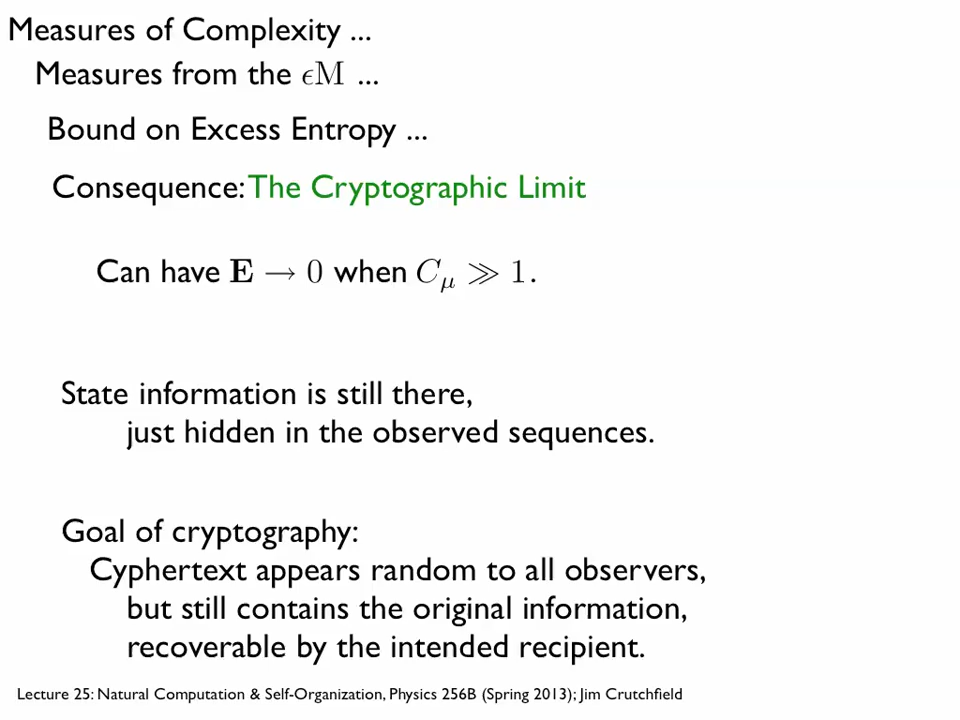 Measures of Complexity ...
Measures from the ϵM ...
Bound on Excess Entropy ...
Consequence: The Cryptographic Limit
Can have E → 0 when Cμ ≫ 1.
State information is still there,
just hidden in the observed sequences.
Goal of cryptography:
Cyphertext appears random to all observers,
but still contains the original information,
recoverable by the intended recipient.
Lecture 25: Natural Computation & Self-Organization, Physics 256B (Spring 2013); Jim Crutchfield